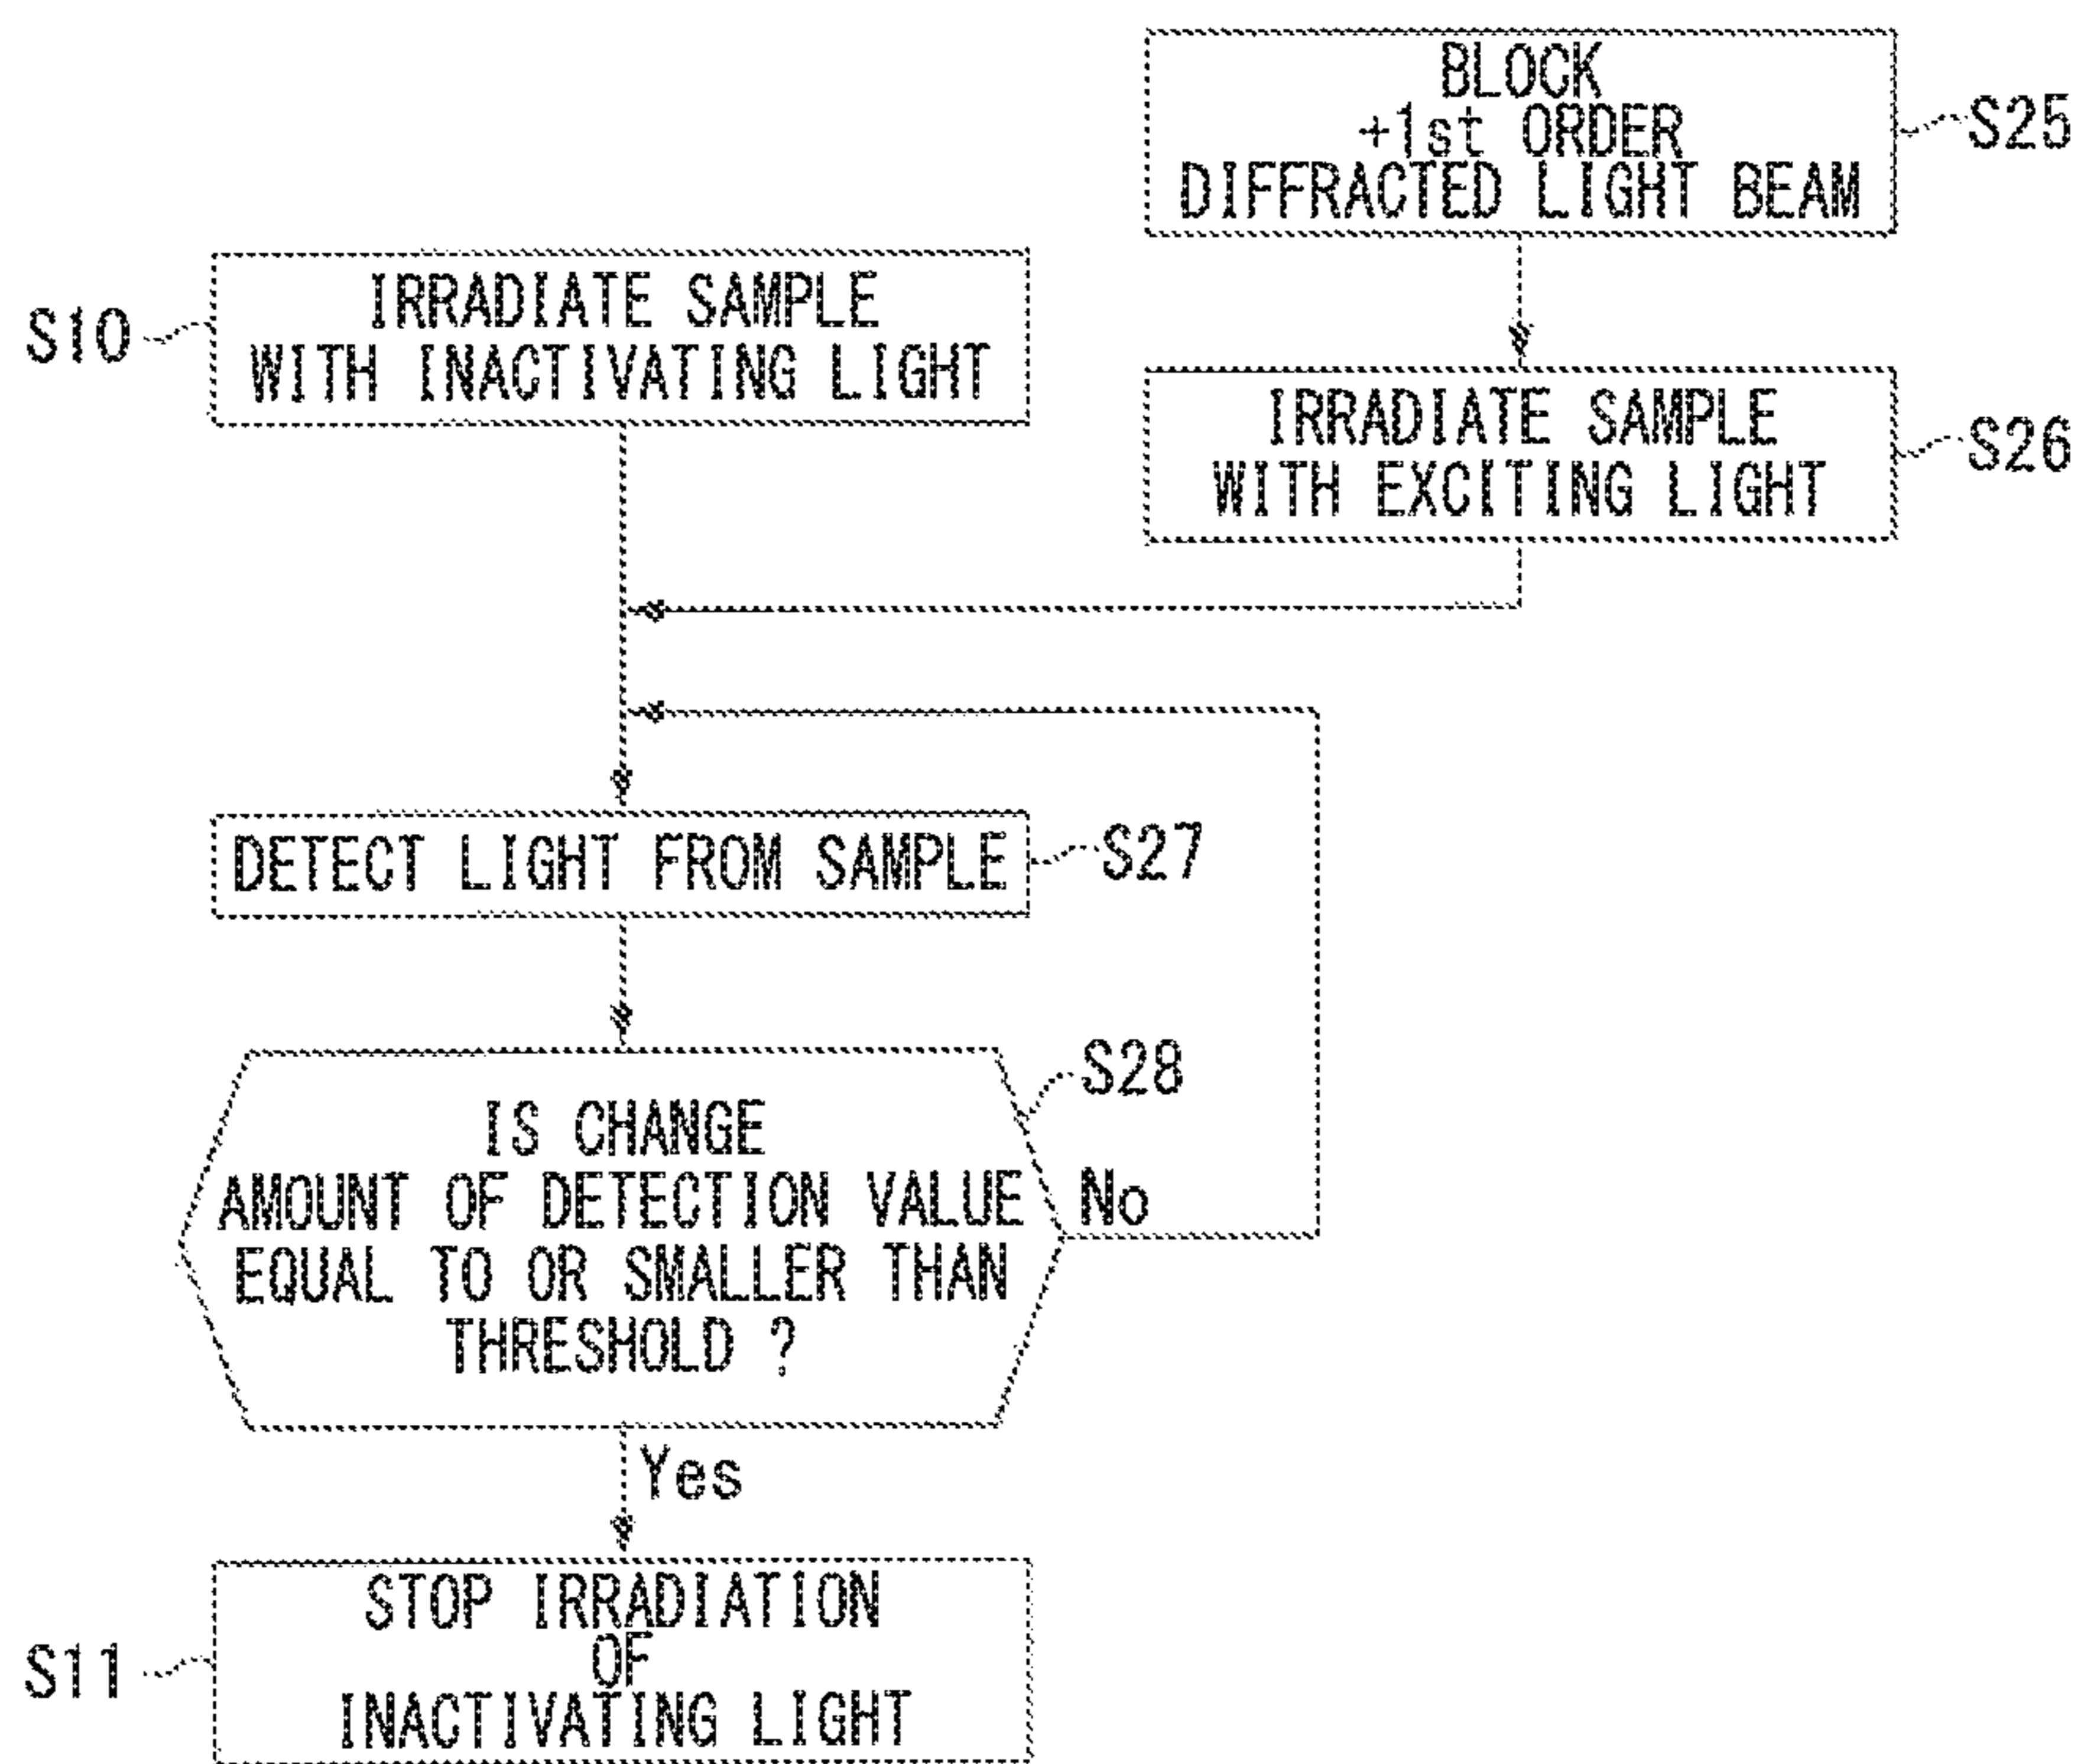 BLOCK
+1st ORDER
DIFFRACTED LIGHT BEAM
S25
IRRADIATE SAMPLE
WITH INACTIVATING LIGHT
S10
IRRADIATE SAMPLE
WITH EXCITING LIGHT
S26
DETECT LIGHT FROM SAMPLE
S27
IS CHANGE
AMOUNT OF DETECTION VALUE
EQUAL TO OR SMALLER THAN
THRESHOLD ?
S28
No
Yes
STOP IRRADIATION
OF
INACTIVATING LIGHT
S11